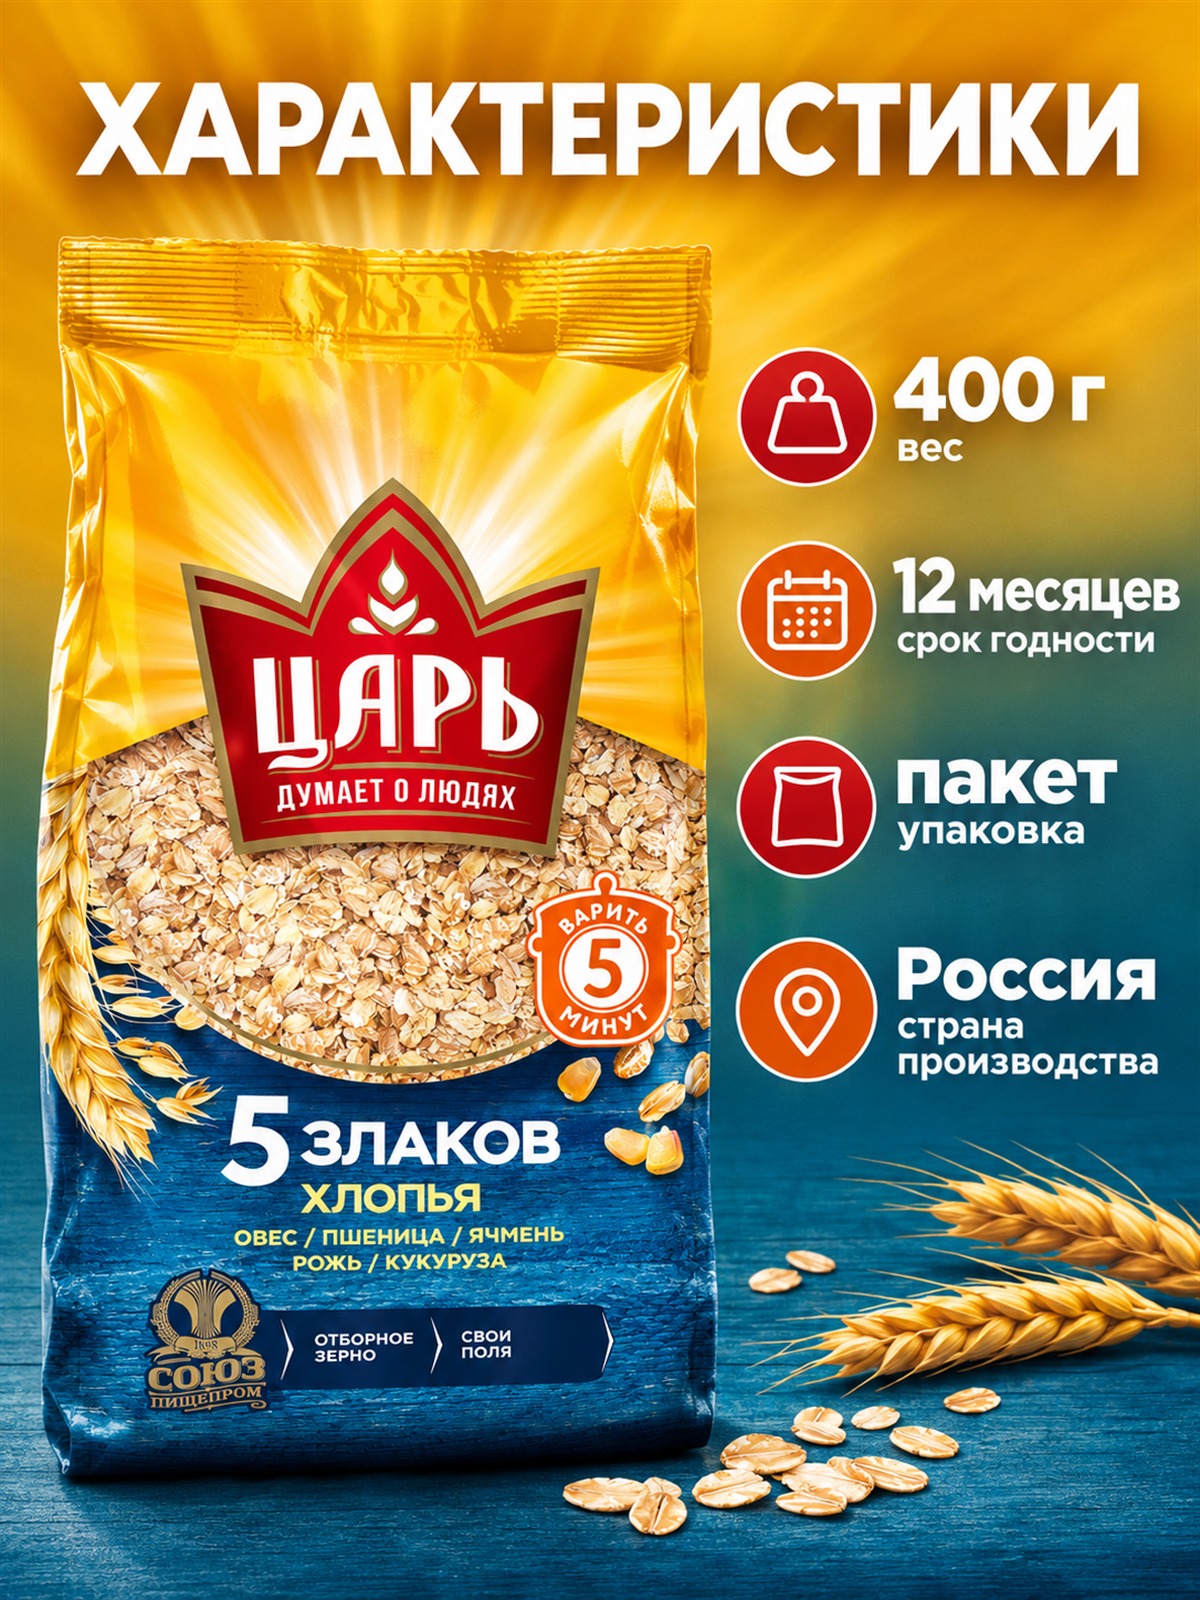 ХАРАКТЕРИСТИКИ
400 г
вес
12 месяцев
срок годности
пакет
упаковка
Россия
страна
производства
ЦАРЬ
ДУМАЕТ О ЛЮДЯХ
ВАРИТЬ
5
МИНУТ
5 ЗЛАКОВ
ХЛОПЬЯ
ОВЕС / ПШЕНИЦА / ЯЧМЕНЬ
РОЖЬ / КУКУРУЗА
1898
СОЮЗ
ПИЩЕПРОМ
ОТБОРНОЕ
ЗЕРНО
СВОИ
ПОЛЯ